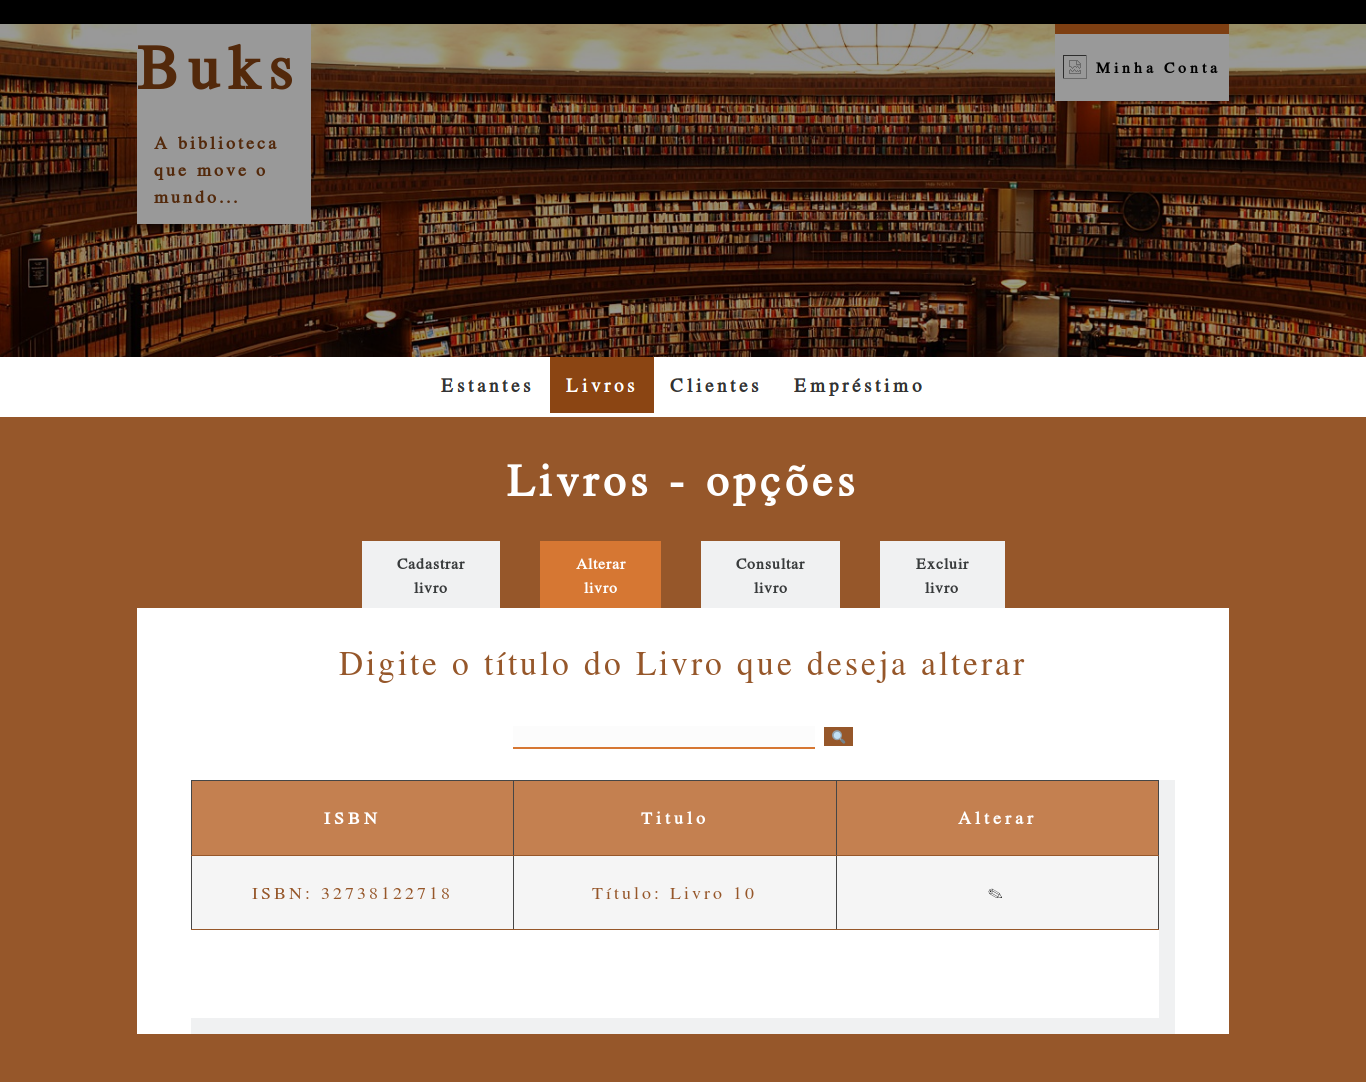 Buks
A biblioteca
que move o
mundo...
Minha Conta
Estantes Livros Clientes Empréstimo
Livros - opções
Cadastrar
livro
Alterar
livro
Consultar
livro
Excluir
livro
Digite o título do Livro que deseja alterar
ISBN Titulo Alterar
ISBN: 32738122718 Título: Livro 10 ✎